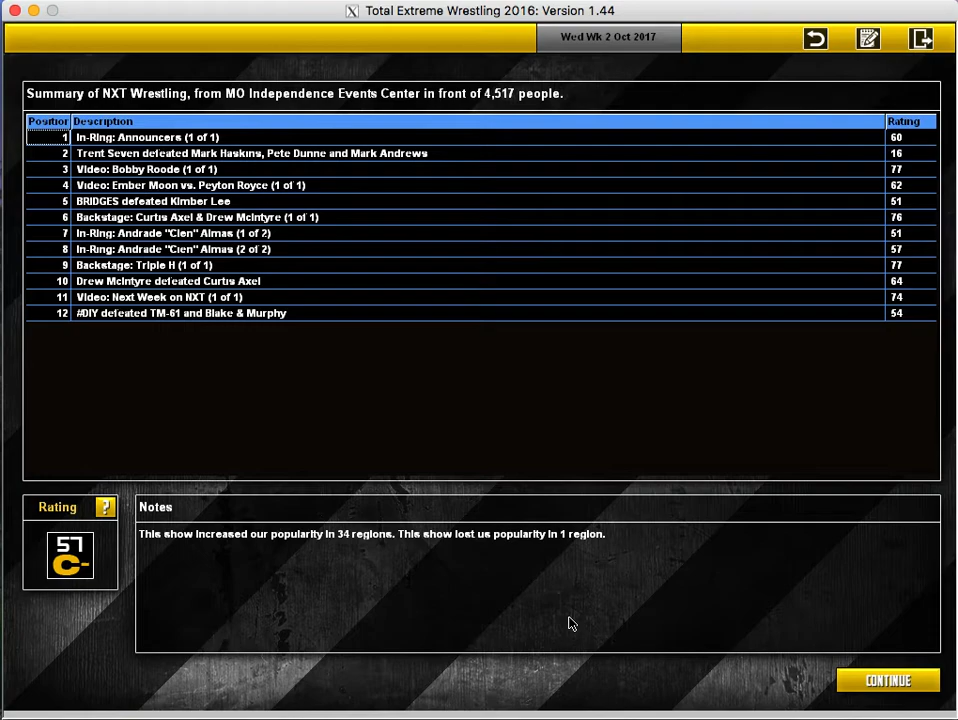 Total Extreme Wrestling 2016: Version 1.44
Wed Wk 2 Oct 2017
Summary of NXT Wrestling, from MO Independence Events Center in front of 4,517 people.
Position Description Rating
1 In-Ring: Announcers (1 of 1) 60
2 Trent Seven defeated Mark Haskins, Pete Dunne and Mark Andrews 16
3 Video: Bobby Roode (1 of 1) 77
4 Video: Ember Moon vs. Peyton Royce (1 of 1) 62
5 BRIDGES defeated Kimber Lee 51
6 Backstage: Curtis Axel & Drew McIntyre (1 of 1) 76
7 In-Ring: Andrade "Cien" Almas (1 of 2) 51
8 In-Ring: Andrade "Cien" Almas (2 of 2) 57
9 Backstage: Triple H (1 of 1) 77
10 Drew McIntyre defeated Curtis Axel 64
11 Video: Next Week on NXT (1 of 1) 74
12 #DIY defeated TM-61 and Blake & Murphy 54
Rating ? Notes
57
C-
This show increased our popularity in 34 regions. This show lost us popularity in 1 region.
CONTINUE